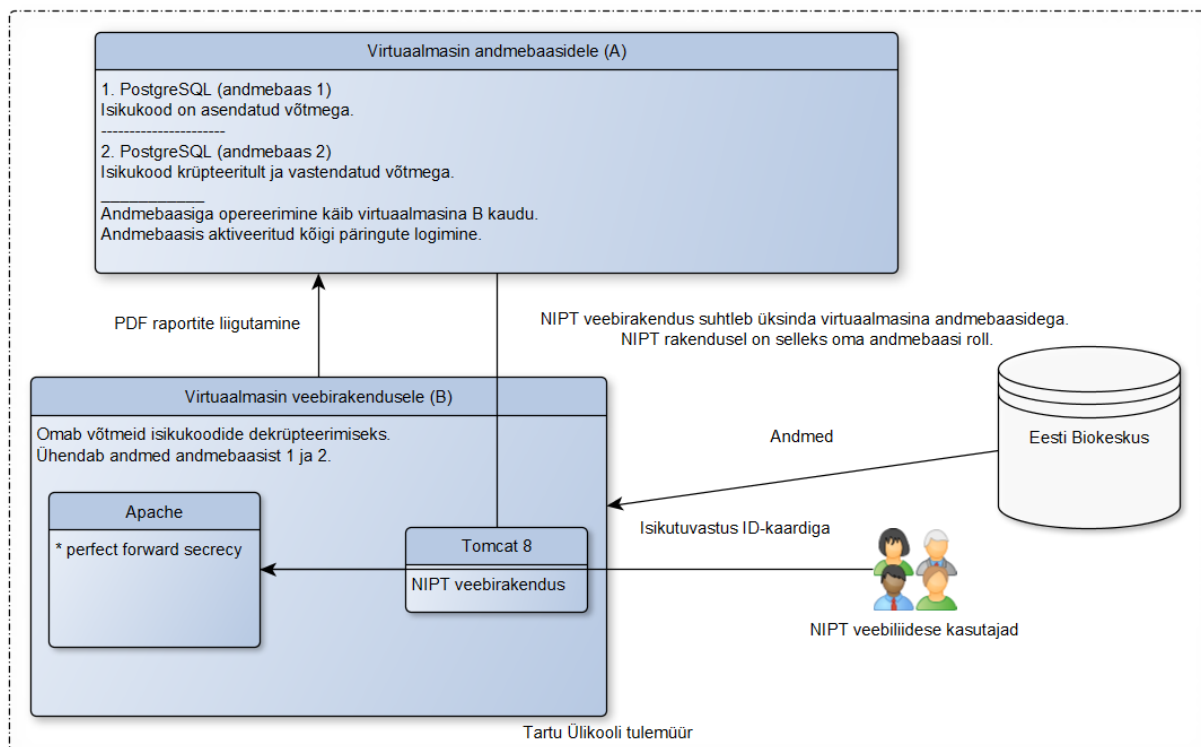 Virtuaalmasin andmebaasidele (A)
1. PostgreSQL (andmebaas 1)
Isikukood on asendatud võtmega.
----------------------
2. PostgreSQL (andmebaas 2)
Isikukood krüpteeritult ja vastendatud võtmega.
____________
Andmebaasiga opereerimine käib virtuaalmasina B kaudu.
Andmebaasis aktiveeritud kõigi päringute logimine.
PDF raportite liigutamine
NIPT veebirakendus suhtleb üksinda virtuaalmasina andmebaasidega.
NIPT rakendusel on selleks oma andmebaasi roll.
Virtuaalmasin veebirakendusele (B)
Omab võtmeid isikukoodide dekrüpteerimiseks.
Ühendab andmed andmebaasist 1 ja 2.
Andmed
Eesti Biokeskus
Apache
* perfect forward secrecy
Tomcat 8
NIPT veebirakendus
Isikutuvastus ID-kaardiga
NIPT veebiliidese kasutajad
Tartu Ülikooli tulemüür